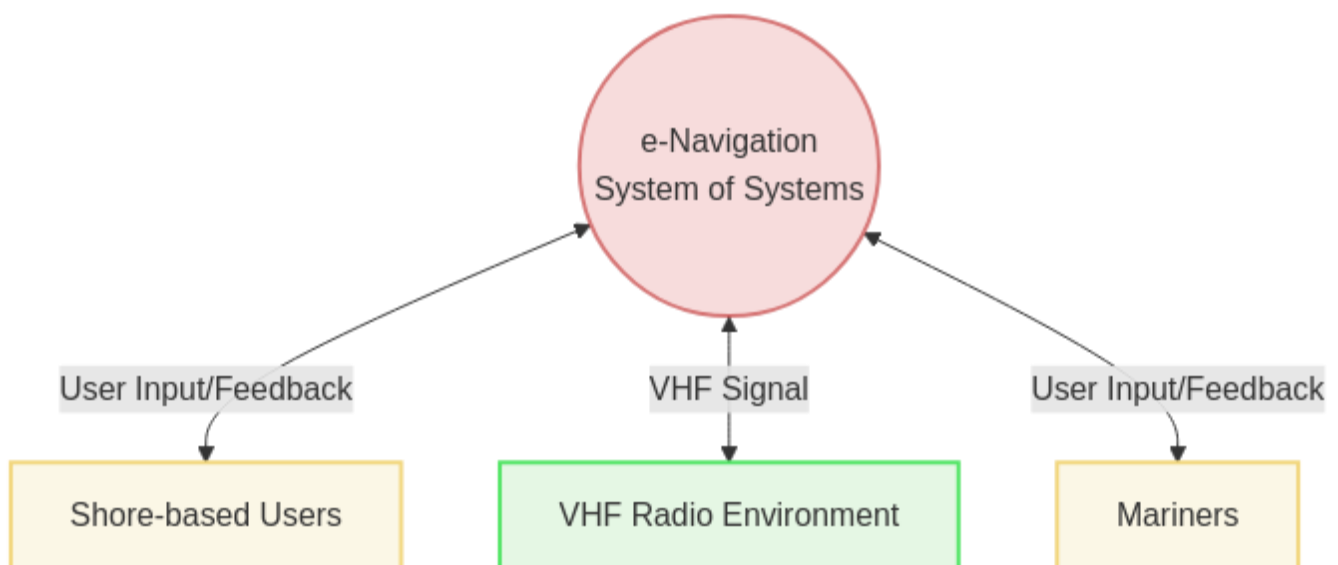 e-Navigation
System of Systems
User Input/Feedback
VHF Signal
User Input/Feedback
Shore-based Users
VHF Radio Environment
Mariners